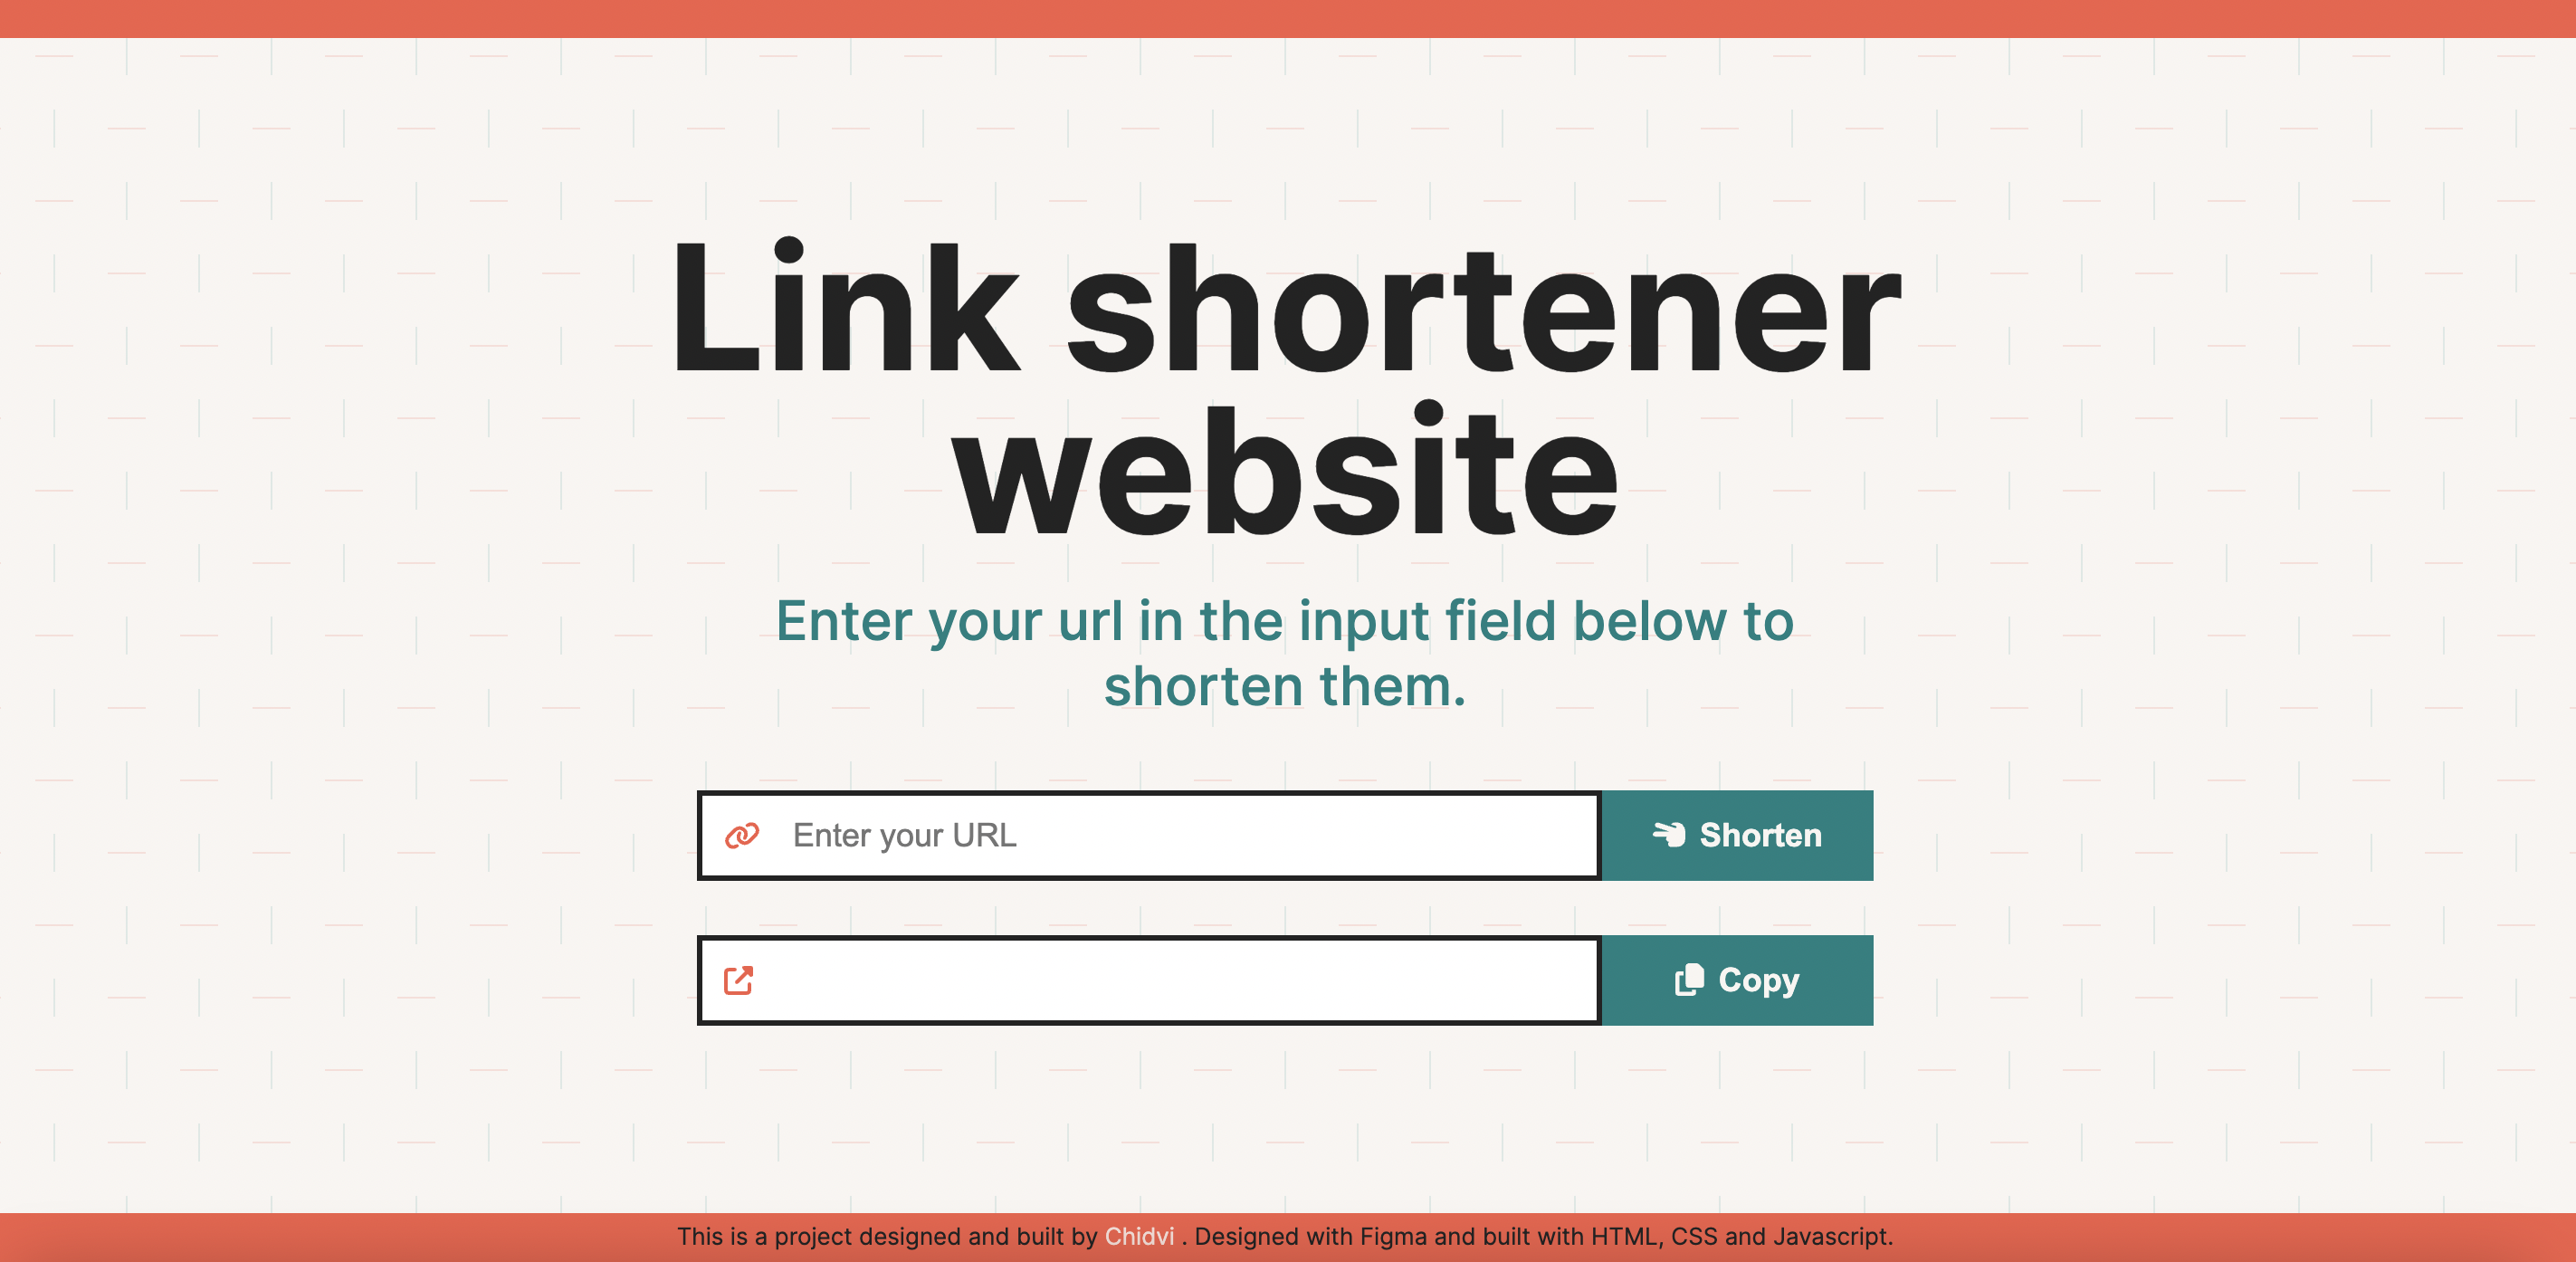 Link shortener
website
Enter your url in the input field below to
shorten them.
Enter your URL
Shorten
Copy
This is a project designed and built by Chidvi . Designed with Figma and built with HTML, CSS and Javascript.